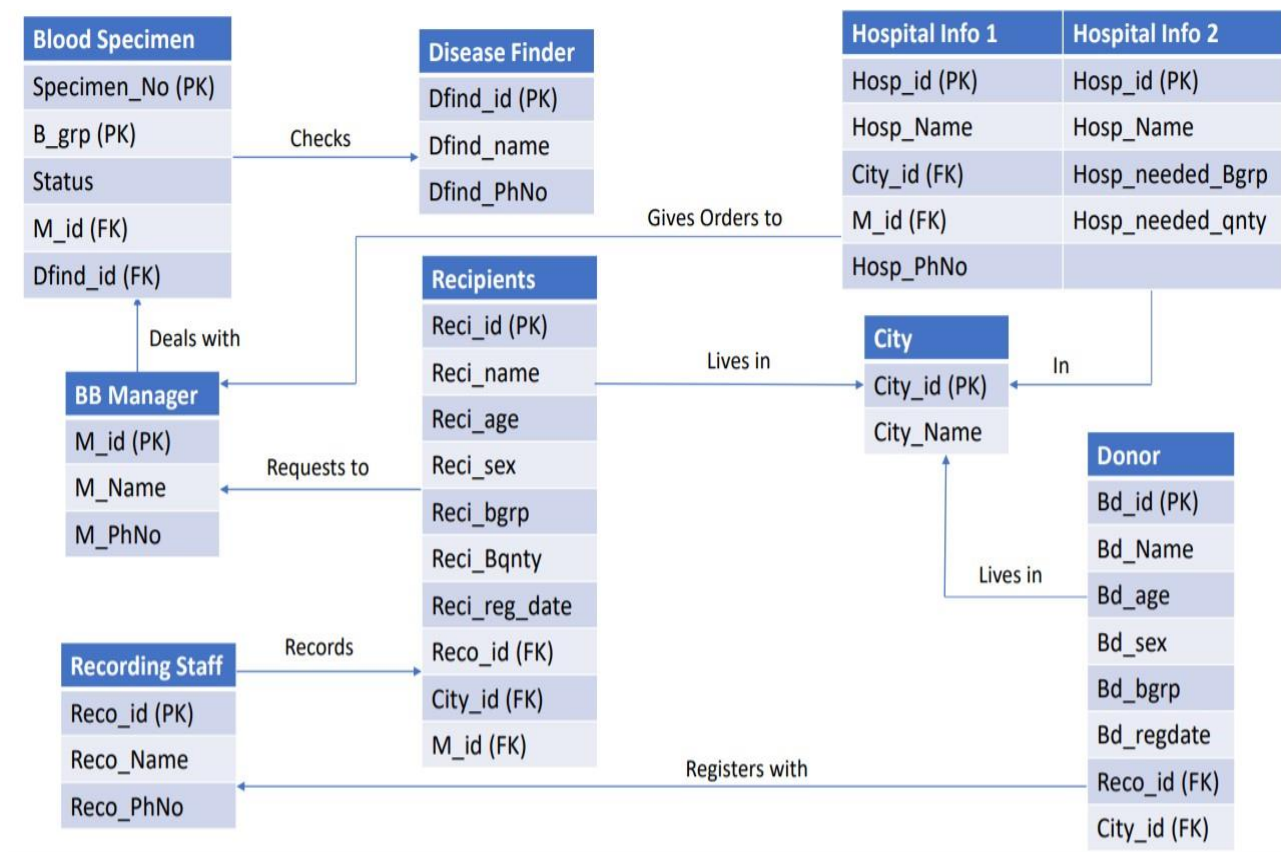 Blood Specimen
Specimen_No (PK)
B_grp (PK)
Status
M_id (FK)
Dfind_id (FK)
Checks
Disease Finder
Dfind_id (PK)
Dfind_name
Dfind_PhNo
Hospital Info 1 Hospital Info 2
Hosp_id (PK) Hosp_id (PK)
Hosp_Name Hosp_Name
City_id (FK) Hosp_needed_Bgrp
M_id (FK) Hosp_needed_qnty
Hosp_PhNo
Gives Orders to
Deals with
BB Manager
M_id (PK)
M_Name
M_PhNo
Requests to
Recipients
Reci_id (PK)
Reci_name
Reci_age
Reci_sex
Reci_bgrp
Reci_Bqnty
Reci_reg_date
Reco_id (FK)
City_id (FK)
M_id (FK)
Lives in
City
City_id (PK)
City_Name
In
Lives in
Donor
Bd_id (PK)
Bd_Name
Bd_age
Bd_sex
Bd_bgrp
Bd_regdate
Reco_id (FK)
City_id (FK)
Records
Recording Staff
Reco_id (PK)
Reco_Name
Reco_PhNo
Registers with